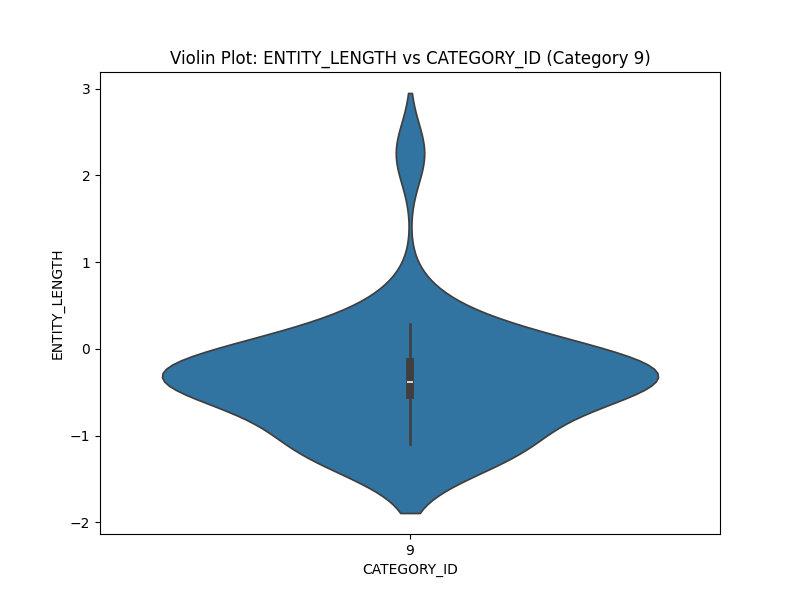 Violin Plot: ENTITY_LENGTH vs CATEGORY_ID (Category 9)
3
2
1
0
−1
−2
ENTITY_LENGTH
9
CATEGORY_ID